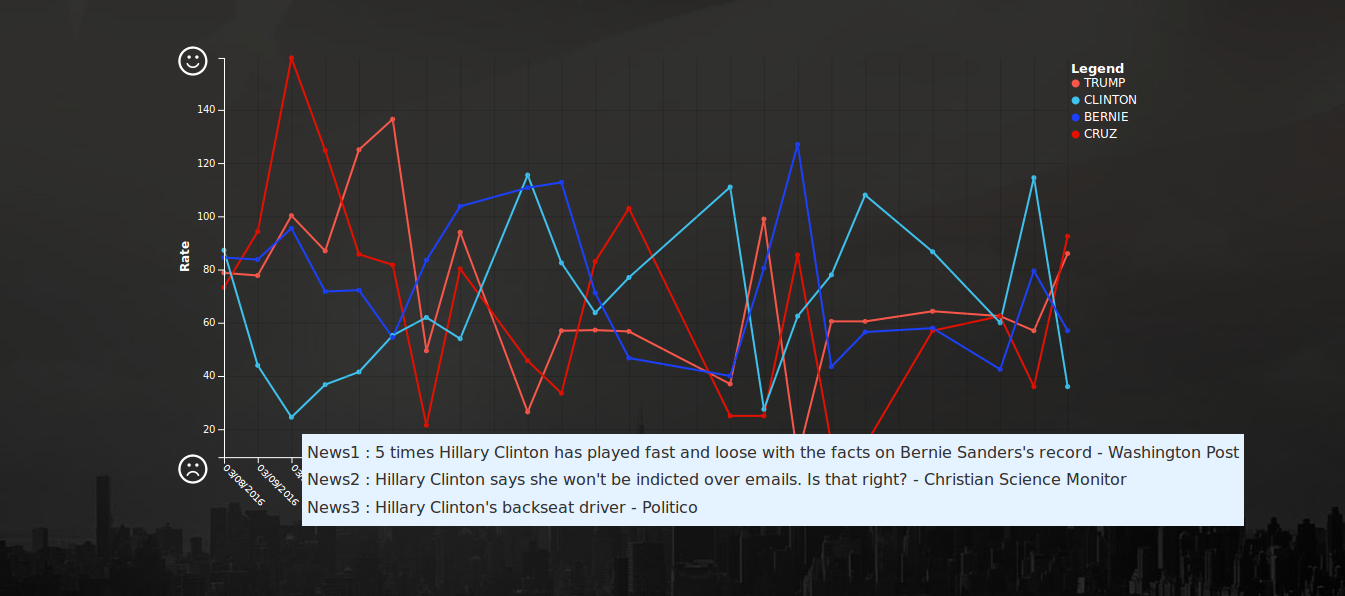 Legend
TRUMP
CLINTON
BERNIE
CRUZ
Rate
140
120
100
80
60
40
20
03/08/2016
03/09/2016
News1 : 5 times Hillary Clinton has played fast and loose with the facts on Bernie Sanders's record - Washington Post
News2 : Hillary Clinton says she won't be indicted over emails. Is that right? - Christian Science Monitor
News3 : Hillary Clinton's backseat driver - Politico